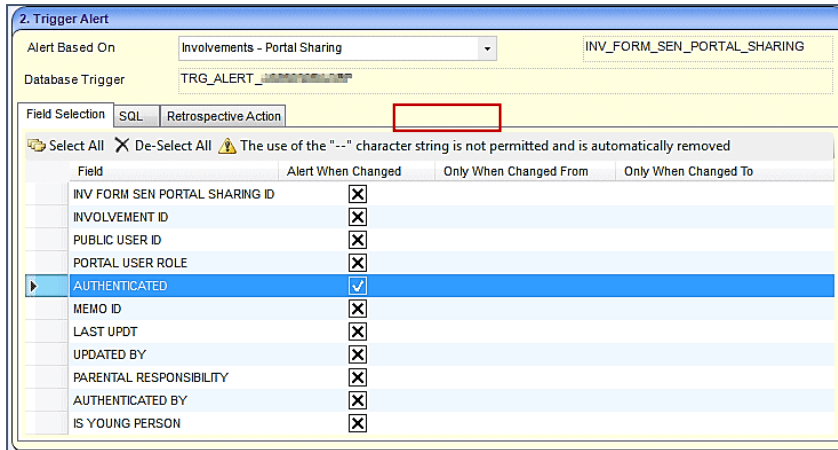 2. Trigger Alert
Alert Based On Involvements - Portal Sharing INV_FORM_SEN_PORTAL_SHARING
Database Trigger TRG_ALERT_
Field Selection SQL Retrospective Action
Select All De-Select All The use of the "--" character string is not permitted and is automatically removed
Field Alert When Changed Only When Changed From Only When Changed To
INV FORM SEN PORTAL SHARING ID
INVOLVEMENT ID
PUBLIC USER ID
PORTAL USER ROLE
AUTHENTICATED
MEMO ID
LAST UPDT
UPDATED BY
PARENTAL RESPONSIBILITY
AUTHENTICATED BY
IS YOUNG PERSON